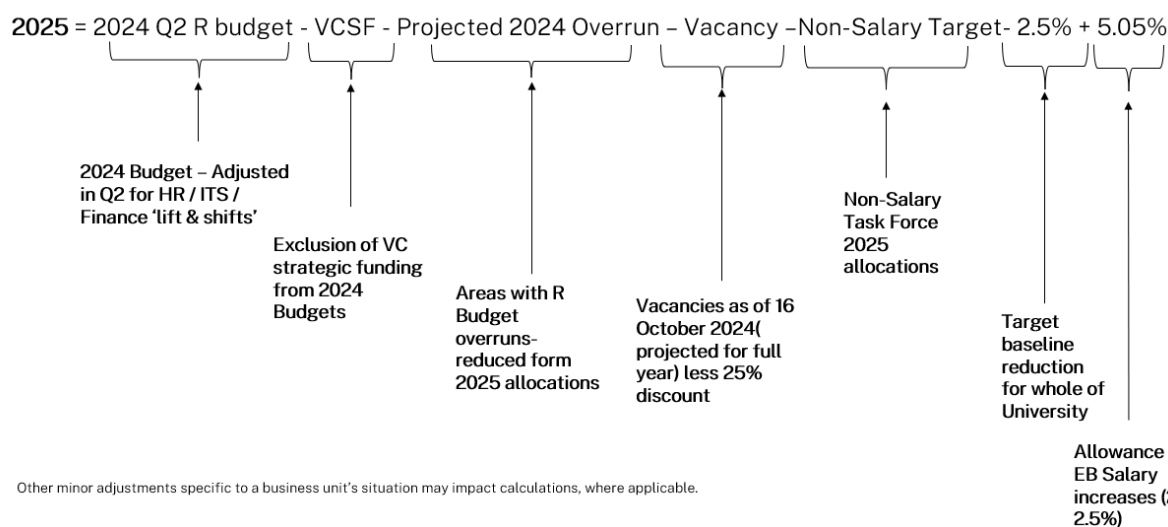 2025 = 2024 Q2 R budget - VCSF - Projected 2024 Overrun – Vacancy –Non-Salary Target- 2.5% + 5.05%
2024 Budget – Adjusted
in Q2 for HR / ITS /
Finance ‘lift & shifts’
Exclusion of VC
strategic funding
from 2024
Budgets
Areas with R
Budget
overruns-
reduced form
2025 allocations
Vacancies as of 16
October 2024(
projected for full
year) less 25%
discount
Non-Salary
Task Force
2025
allocations
Target
baseline
reduction
for whole of
University
Allowance
EB Salary
increases (
2.5%)
Other minor adjustments specific to a business unit's situation may impact calculations, where applicable.